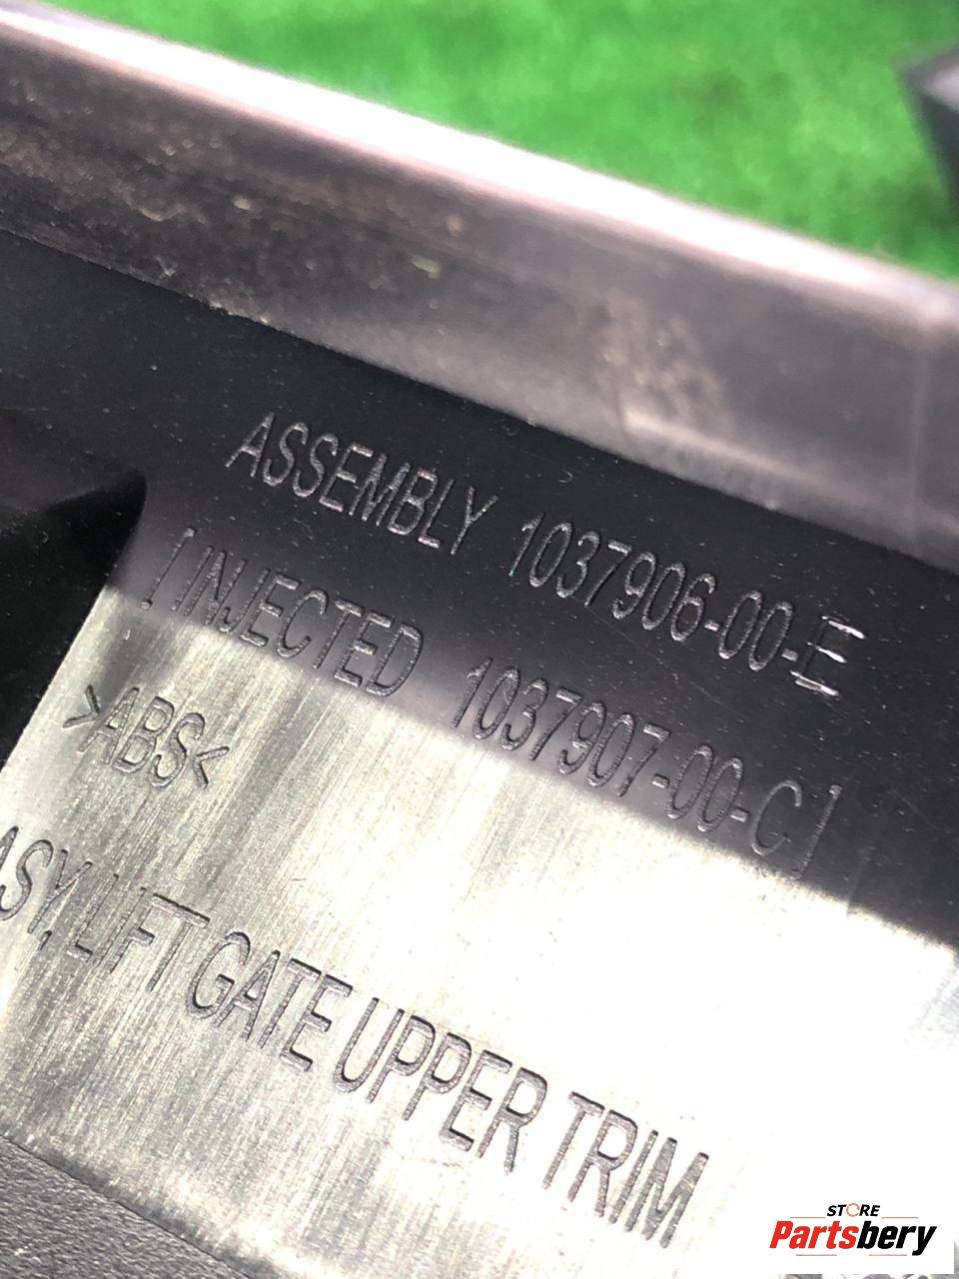 ASSEMBLY 1037906-00-E
[ INJECTED 1037907-00-C ]
>ABS<
ASY, LIFT GATE UPPER TRIM
STORE
Partsbery